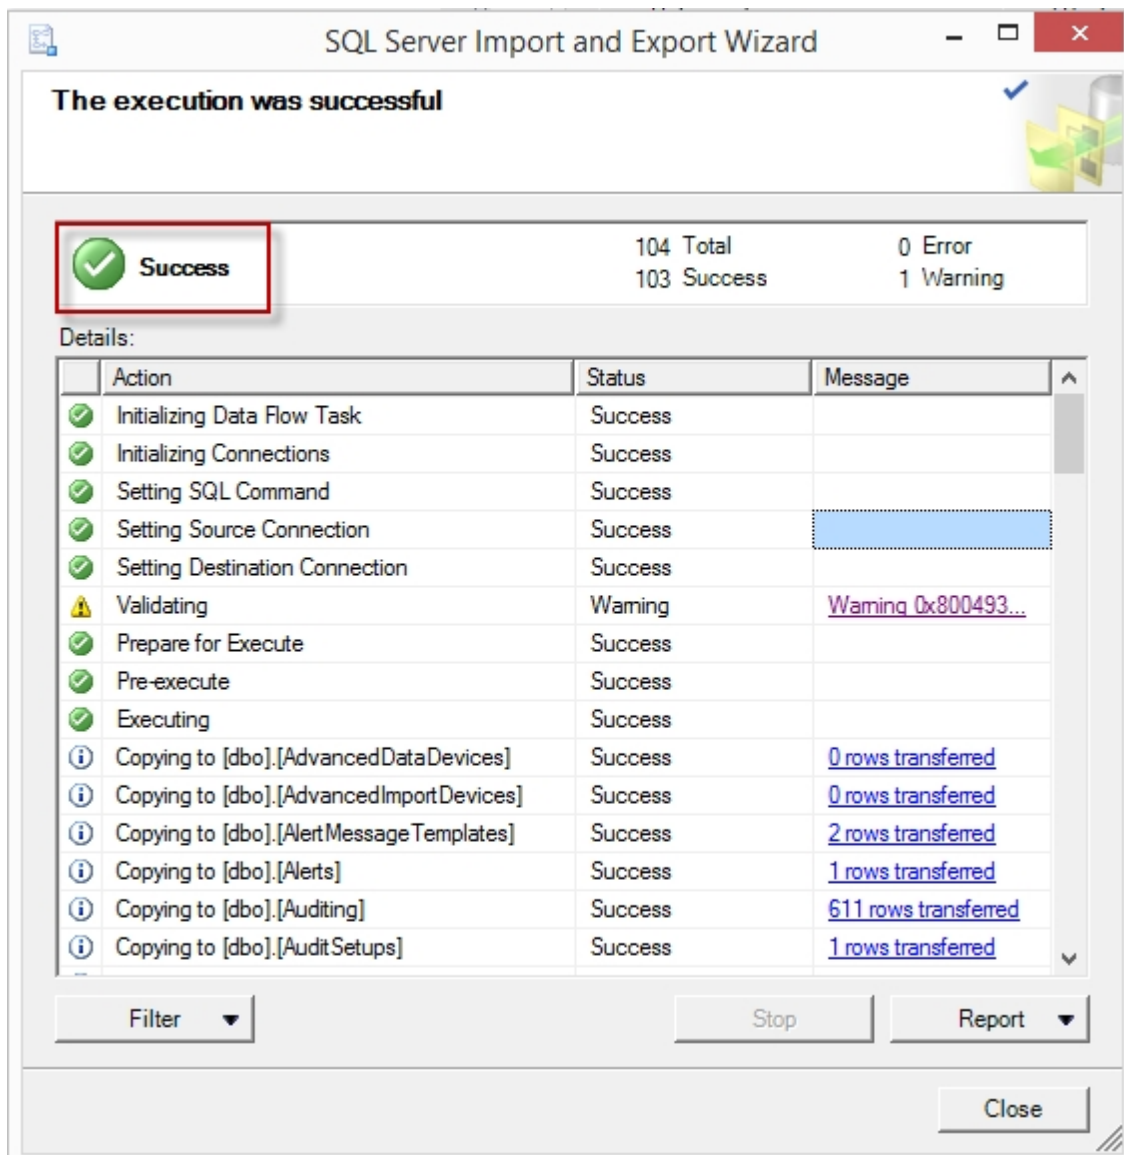 SQL Server Import and Export Wizard
The execution was successful
Success
104 Total 0 Error
103 Success 1 Warning
Details:
Action Status Message
Initializing Data Flow Task Success
Initializing Connections Success
Setting SQL Command Success
Setting Source Connection Success
Setting Destination Connection Success
Validating Warning Warning 0x800493...
Prepare for Execute Success
Pre-execute Success
Executing Success
Copying to [dbo].[AdvancedDataDevices] Success 0 rows transferred
Copying to [dbo].[AdvancedImportDevices] Success 0 rows transferred
Copying to [dbo].[AlertMessageTemplates] Success 2 rows transferred
Copying to [dbo].[Alerts] Success 1 rows transferred
Copying to [dbo].[Auditing] Success 611 rows transferred
Copying to [dbo].[AuditSetups] Success 1 rows transferred
Filter Stop Report
Close